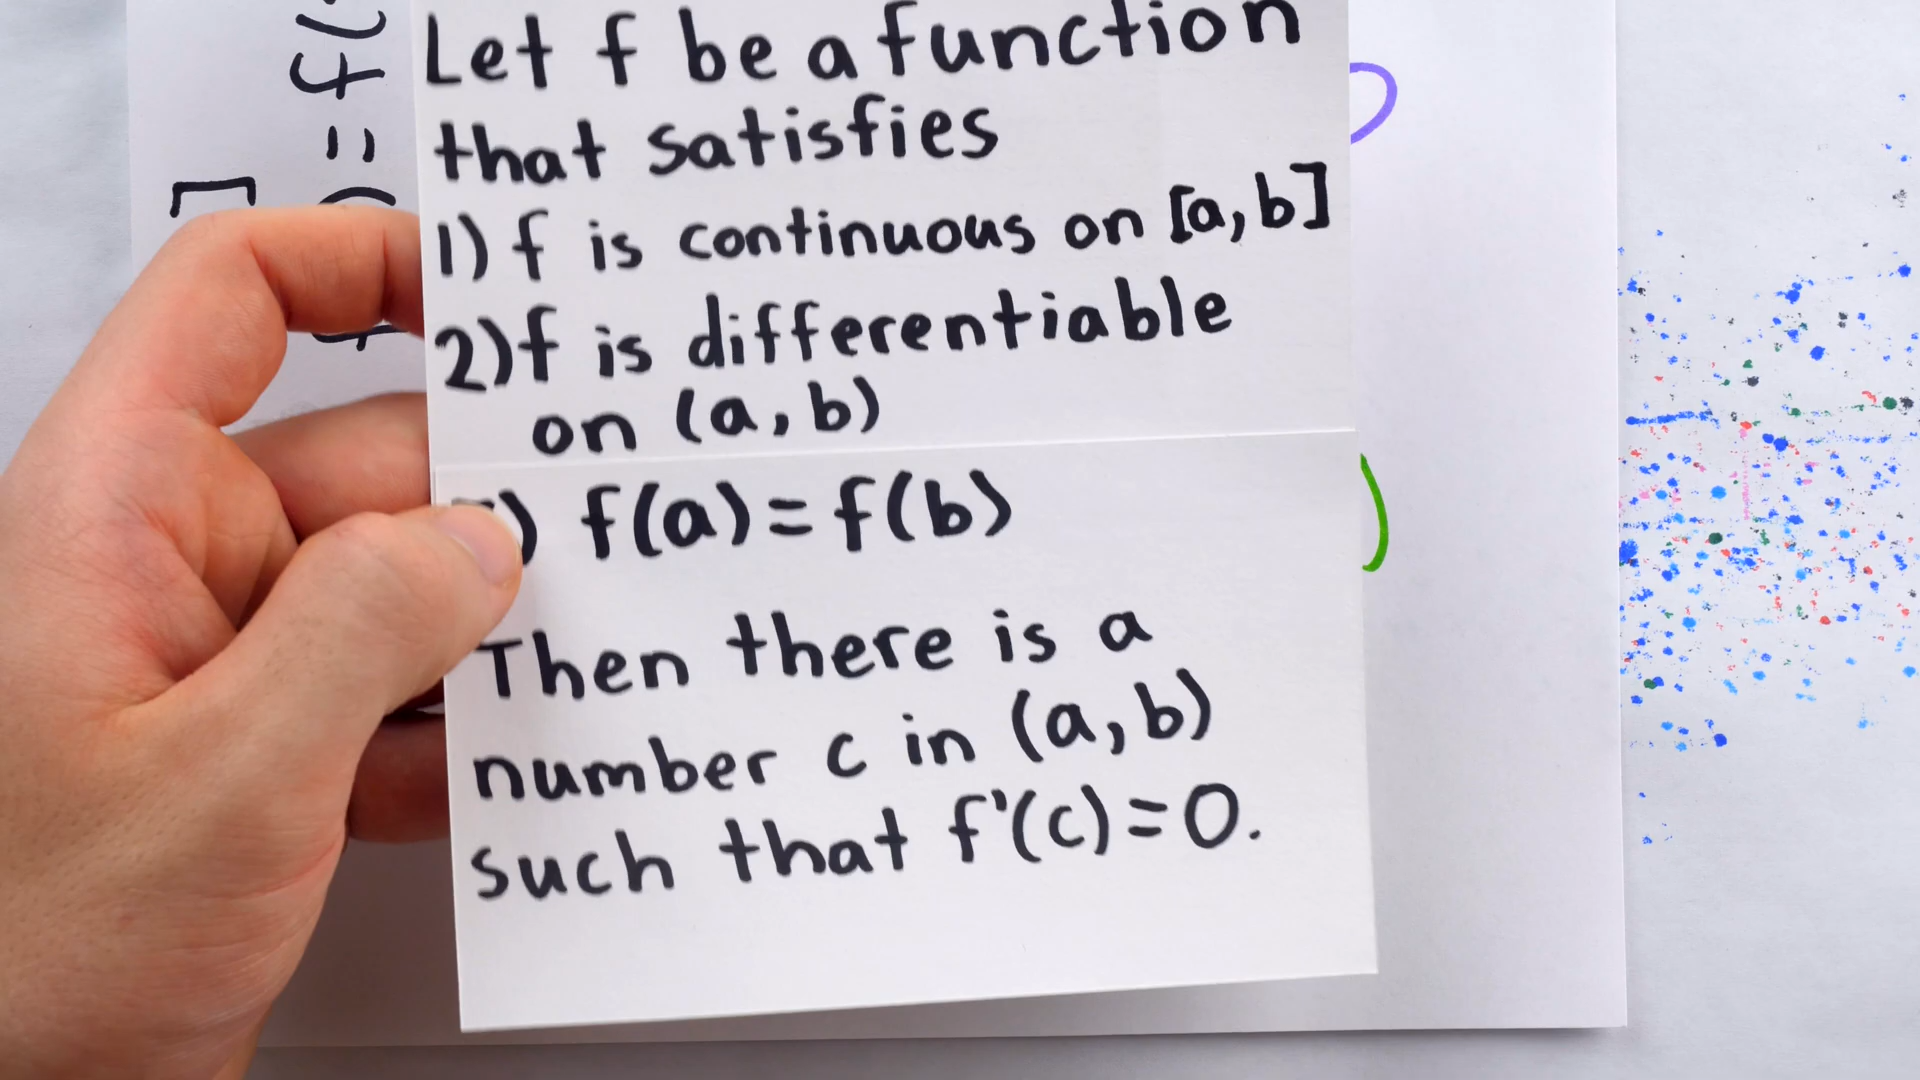 Let f be a function
that satisfies
1) f is continuous on [a,b]
2) f is differentiable
on (a,b)
) f(a)=f(b)
Then there is a
number c in (a,b)
such that f'(c)=0.
= f(